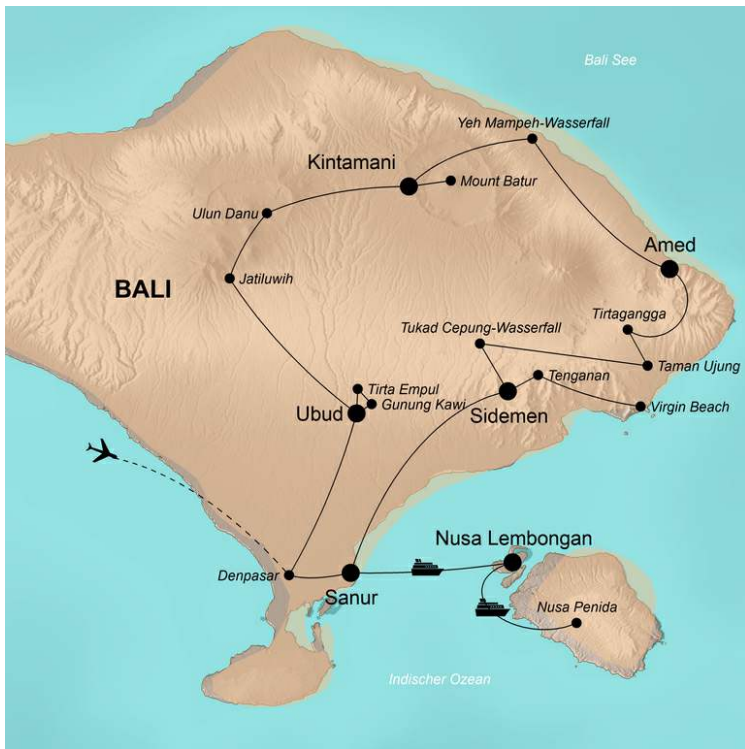 Bali See
Yeh Mampeh-Wasserfall
Kintamani
Mount Batur
Ulun Danu
Amed
Jatiluwih
BALI
Tirtagangga
Tukad Cepung-Wasserfall
Taman Ujung
Tenganan
Tirta Empul
Gunung Kawi
Ubud
Sidemen
Virgin Beach
Nusa Lembongan
Denpasar
Sanur
Nusa Penida
Indischer Ozean